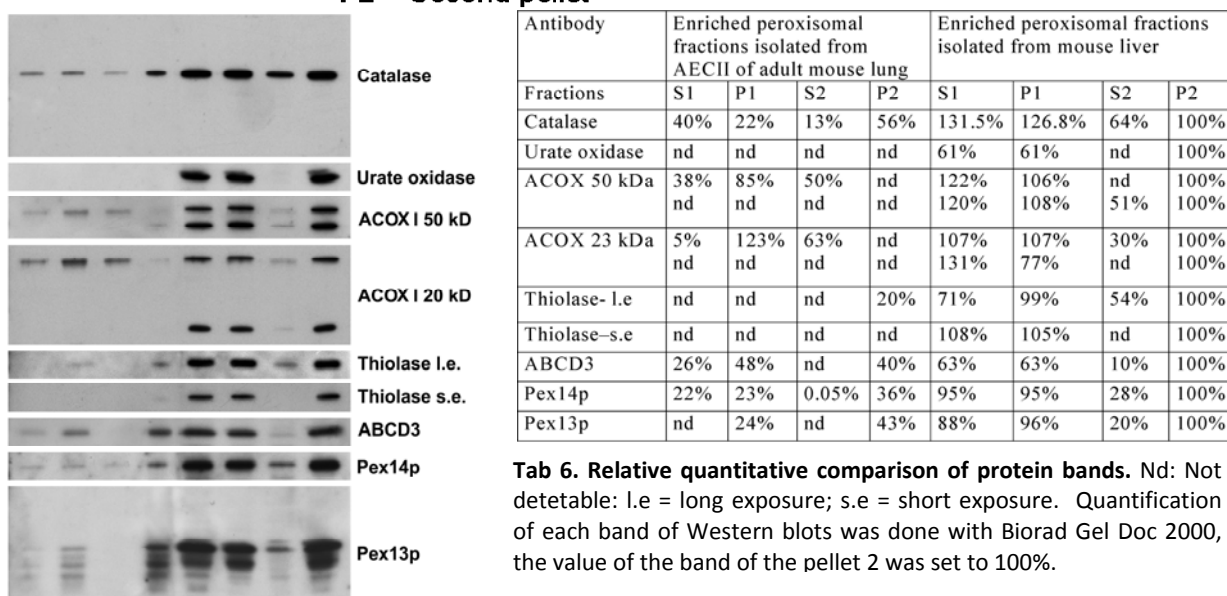 Catalase
Urate oxidase
ACOX I 50 kD
ACOX I 20 kD
Thiolase l.e.
Thiolase s.e.
ABCD3
Pex14p
Pex13p
Antibody Enriched peroxisomal fractions isolated from AECII of adult mouse lung Enriched peroxisomal fractions isolated from mouse liver
Fractions S1 P1 S2 P2 S1 P1 S2 P2
Catalase 40% 22% 13% 56% 131.5% 126.8% 64% 100%
Urate oxidase nd nd nd nd 61% 61% nd 100%
ACOX 50 kDa 38% 85% 50% nd 122% 106% nd 100%
nd nd nd nd 120% 108% 51% 100%
ACOX 23 kDa 5% 123% 63% nd 107% 107% 30% 100%
nd nd nd nd 131% 77% nd 100%
Thiolase- l.e nd nd nd 20% 71% 99% 54% 100%
Thiolase–s.e nd nd nd nd 108% 105% nd 100%
ABCD3 26% 48% nd 40% 63% 63% 10% 100%
Pex14p 22% 23% 0.05% 36% 95% 95% 28% 100%
Pex13p nd 24% nd 43% 88% 96% 20% 100%
Tab 6. Relative quantitative comparison of protein bands. Nd: Not
detetable: l.e = long exposure; s.e = short exposure. Quantification
of each band of Western blots was done with Biorad Gel Doc 2000,
the value of the band of the pellet 2 was set to 100%.